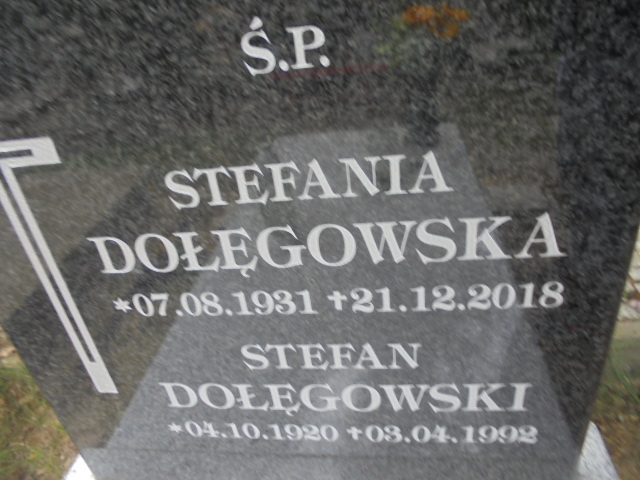 Ś.P.
STEFANIA
DOŁĘGOWSKA
*07.08.1931 ✝21.12.2018
STEFAN
DOŁĘGOWSKI
*04.10.1920 ✝03.04.1992